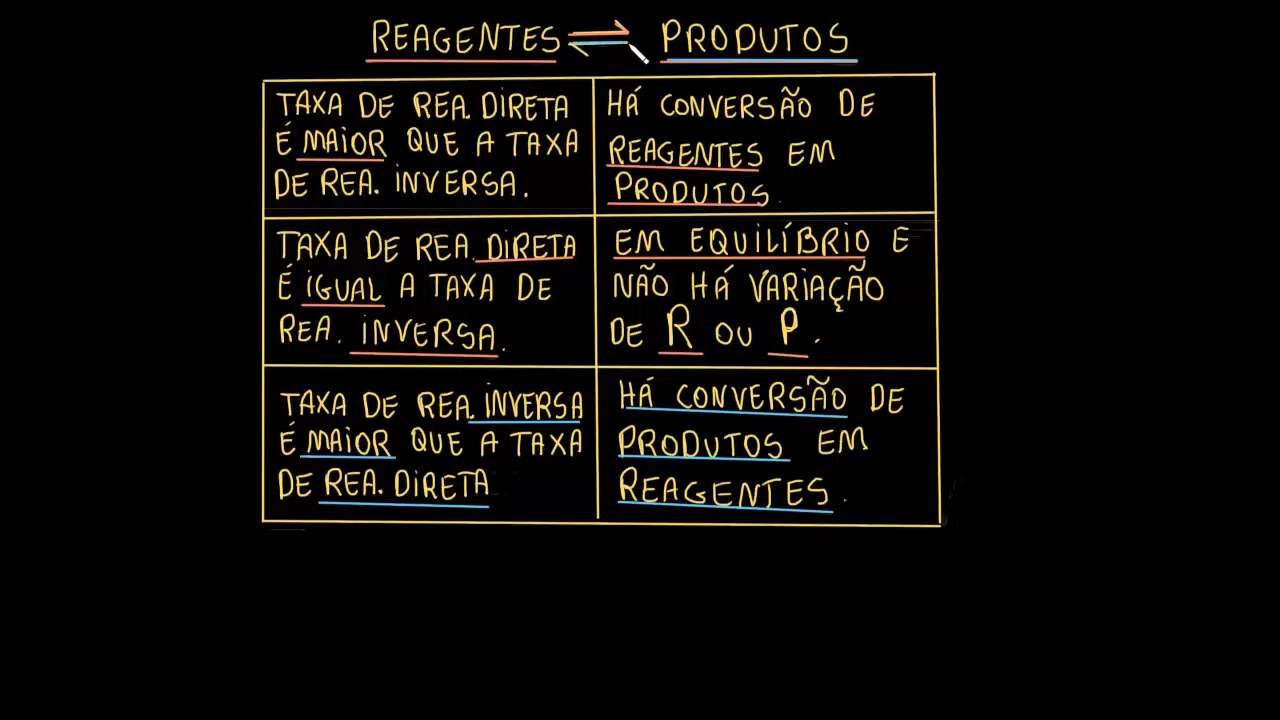 REAGENTES ⇌ PRODUTOS
TAXA DE REA. DIRETA
É MAIOR QUE A TAXA
DE REA. INVERSA.
HÁ CONVERSÃO DE
REAGENTES EM
PRODUTOS.
TAXA DE REA. DIRETA
É IGUAL A TAXA DE
REA. INVERSA.
EM EQUILÍBRIO E
NÃO HÁ VARIAÇÃO
DE R OU P.
TAXA DE REA. INVERSA
É MAIOR QUE A TAXA
DE REA. DIRETA
HÁ CONVERSÃO DE
PRODUTOS EM
REAGENTES.